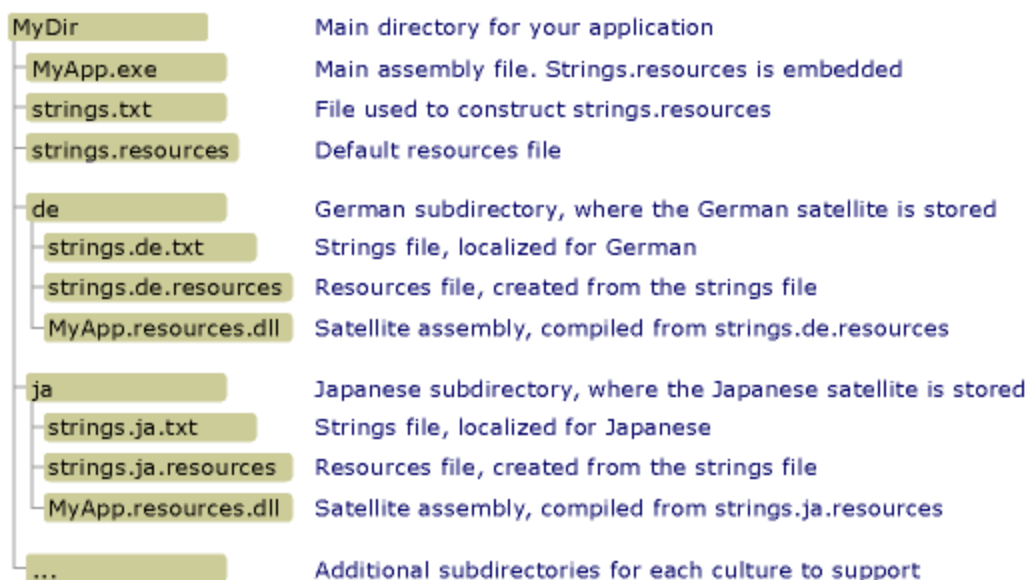 MyDir Main directory for your application
MyApp.exe Main assembly file. Strings.resources is embedded
strings.txt File used to construct strings.resources
strings.resources Default resources file
de German subdirectory, where the German satellite is stored
strings.de.txt Strings file, localized for German
strings.de.resources Resources file, created from the strings file
MyApp.resources.dll Satellite assembly, compiled from strings.de.resources
ja Japanese subdirectory, where the Japanese satellite is stored
strings.ja.txt Strings file, localized for Japanese
strings.ja.resources Resources file, created from the strings file
MyApp.resources.dll Satellite assembly, compiled from strings.ja.resources
... Additional subdirectories for each culture to support